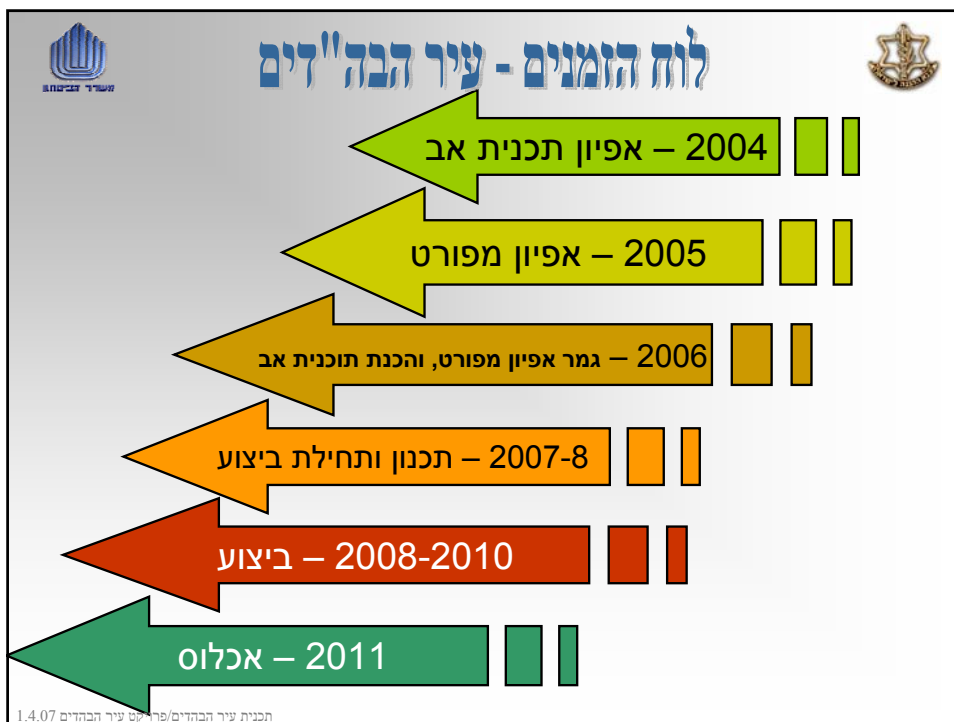 לוח הזמנים - עיר הבה"דים
משרד הביטחון
2004 – אפיון תכנית אב
2005 – אפיון מפורט
2006 – גמר אפיון מפורט, והכנת תוכנית אב
2007-8 – תכנון ותחילת ביצוע
2008-2010 – ביצוע
2011 – אכלוס
תכנית עיר הבהדים/פרויקט עיר הבהדים 1.4.07